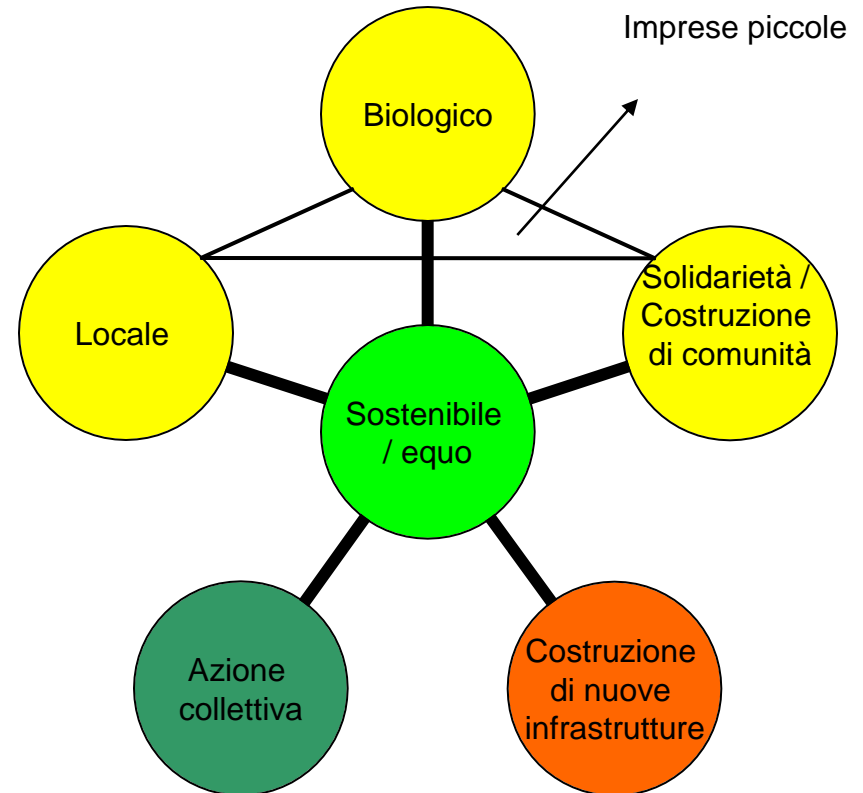 Imprese piccole
Biologico
Locale
Solidarietà /
Costruzione
di comunità
Sostenibile
/ equo
Azione
collettiva
Costruzione
di nuove
infrastrutture